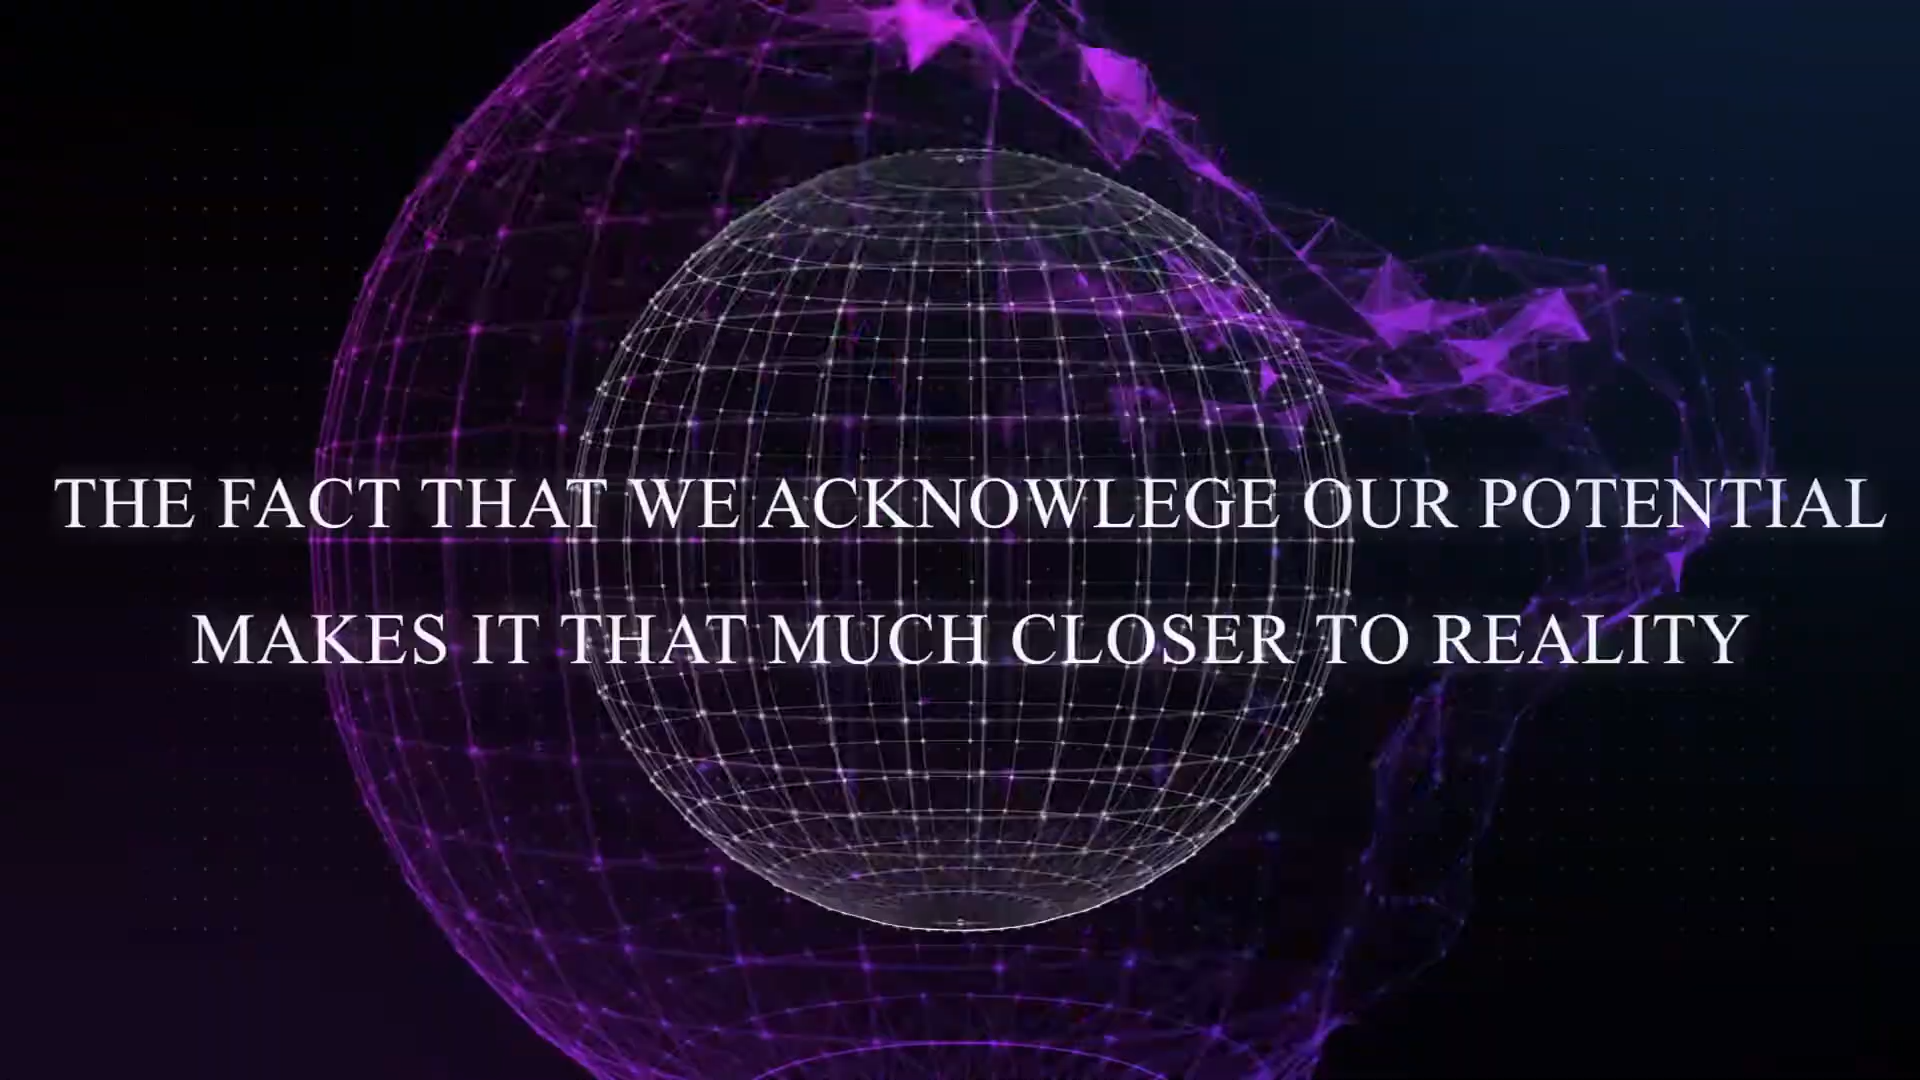 THE FACT THAT WE ACKNOWLEGE OUR POTENTIAL
MAKES IT THAT MUCH CLOSER TO REALITY